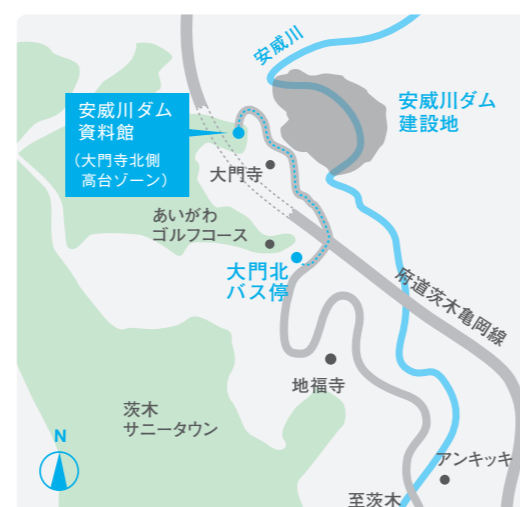 安威川
安威川ダム
資料館
（大門寺北側
高台ゾーン）
安威川ダム
建設地
大門寺
あいがわ
ゴルフコース
大門北
バス停
府道茨木亀岡線
地福寺
茨木
サニータウン
N
アンキッキ
至茨木